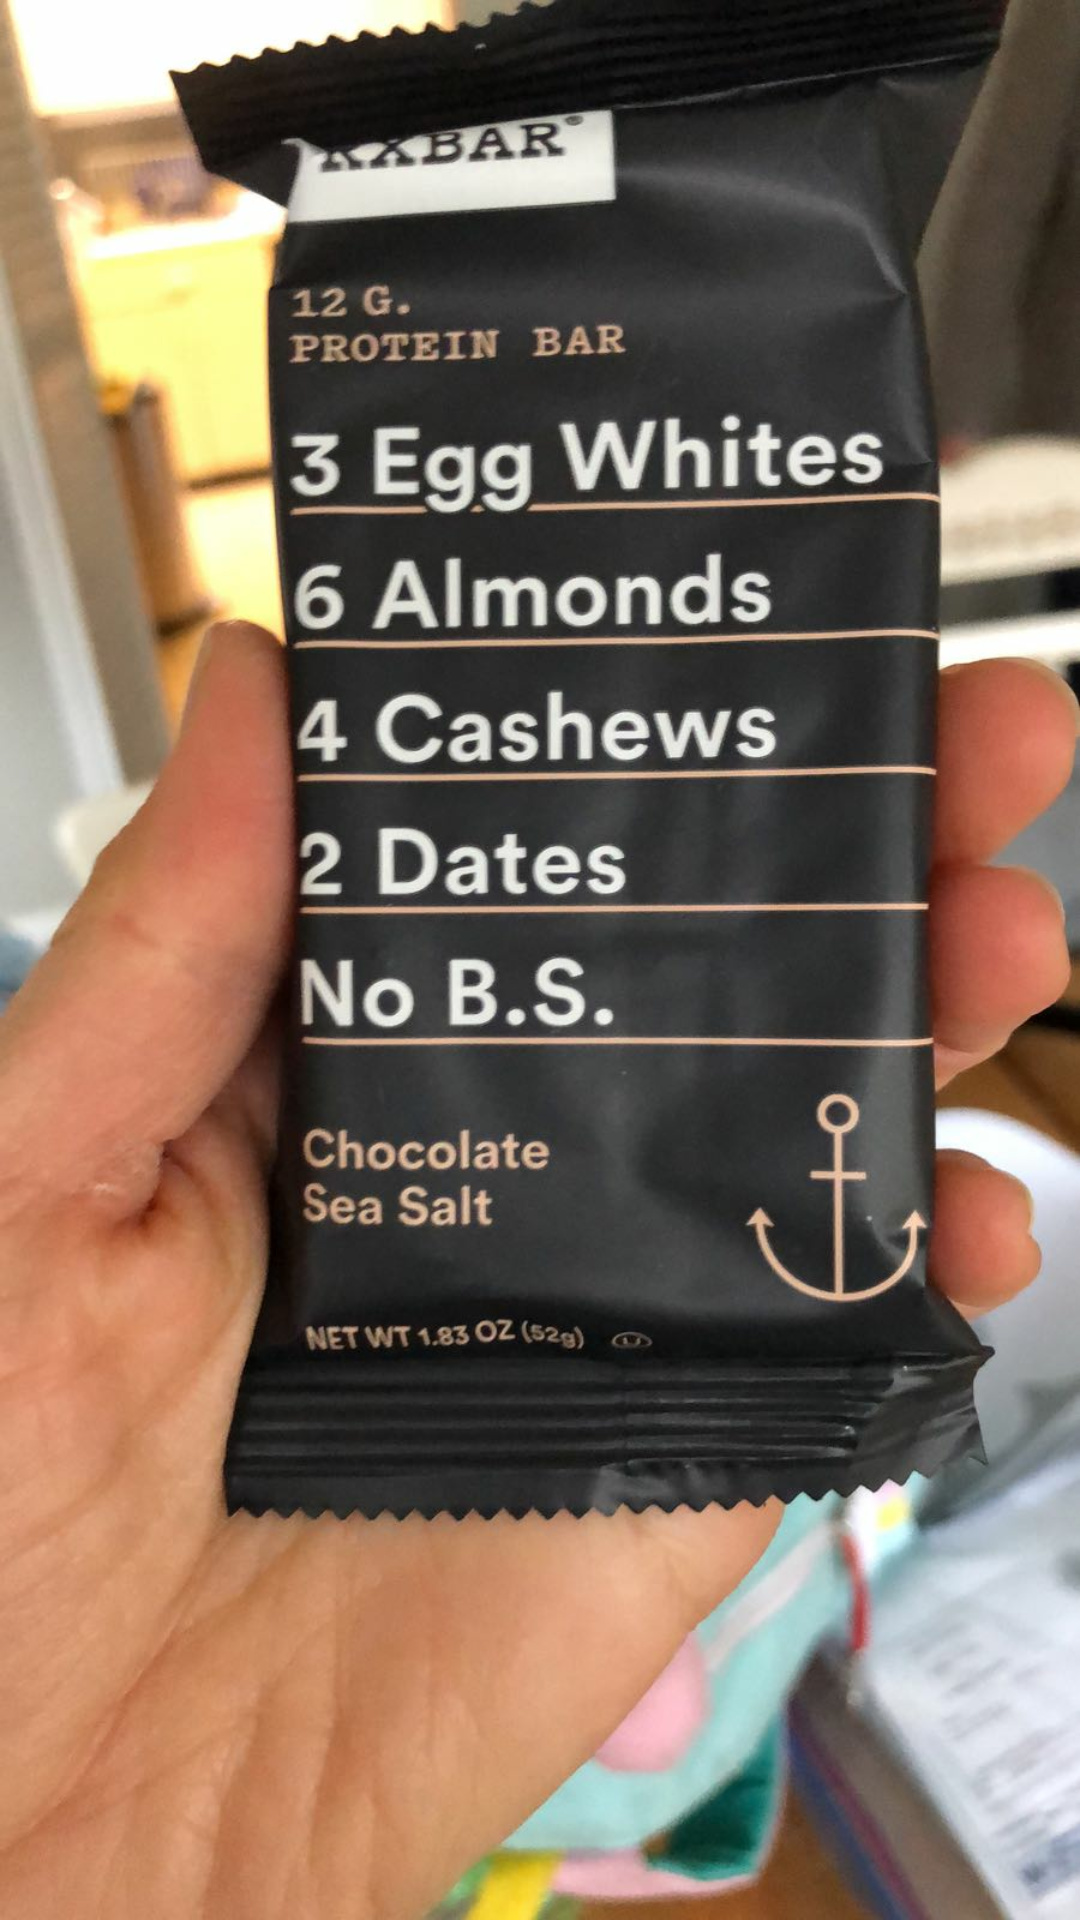 RXBAR®
12 G.
PROTEIN BAR
3 Egg Whites
6 Almonds
4 Cashews
2 Dates
No B.S.
Chocolate
Sea Salt
NET WT 1.83 OZ (52g) U